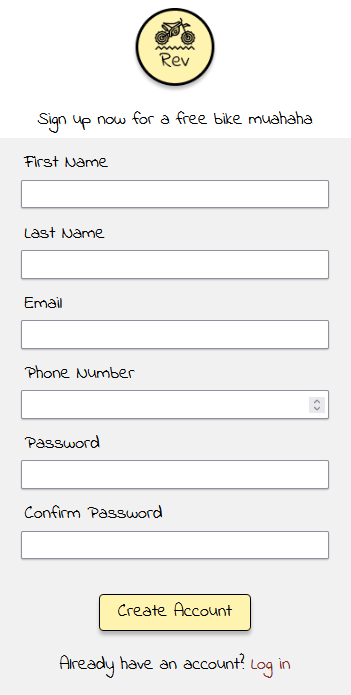 Rev
Sign up now for a free bike muahaha
First Name
Last Name
Email
Phone Number
Password
Confirm Password
Create Account
Already have an account? Log in